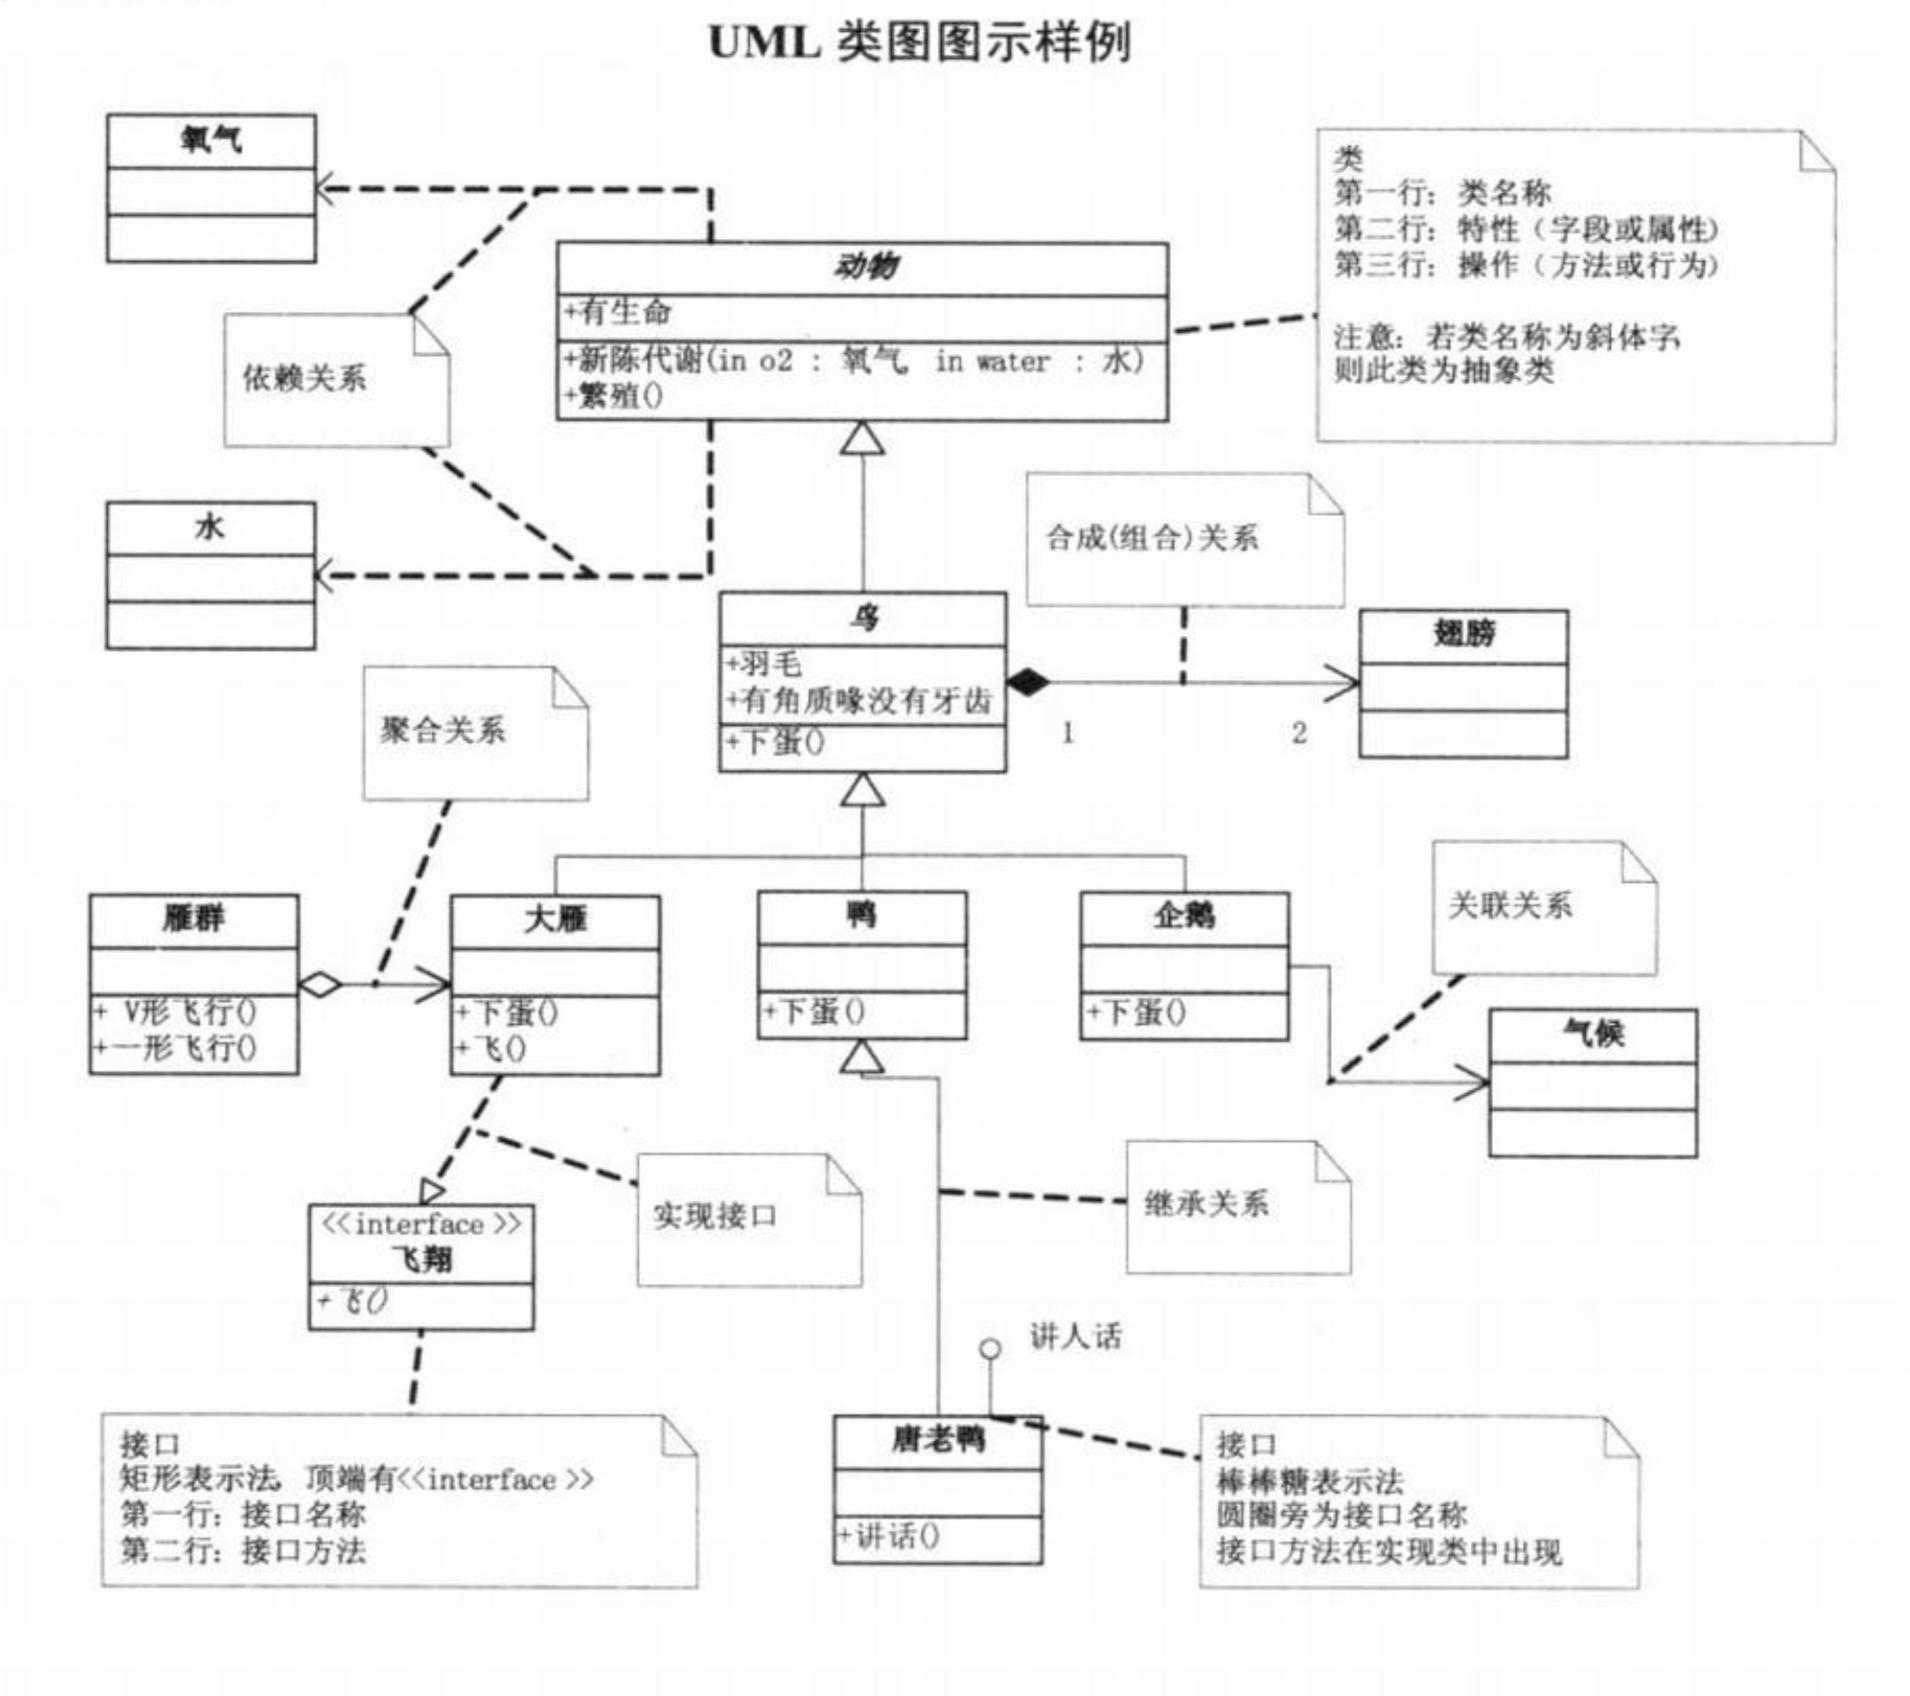 UML 类图图示样例
氧气
类
第一行：类名称
第二行：特性（字段或属性）
第三行：操作（方法或行为）
注意：若类名称为斜体字，
则此类为抽象类
动物
+有生命
+新陈代谢(in o2 : 氧气, in water : 水)
+繁殖()
依赖关系
水
合成(组合)关系
鸟
+羽毛
+有角质喙没有牙齿
+下蛋()
1
2
翅膀
聚合关系
雁群
+ V形飞行()
+一形飞行()
大雁
+下蛋()
+飞()
鸭
+下蛋()
企鹅
+下蛋()
关联关系
气候
实现接口
继承关系
<<interface>>
飞翔
+飞()
讲人话
接口
矩形表示法，顶端有<<interface>>
第一行：接口名称
第二行：接口方法
唐老鸭
+讲话()
接口
棒棒糖表示法
圆圈旁为接口名称
接口方法在实现类中出现